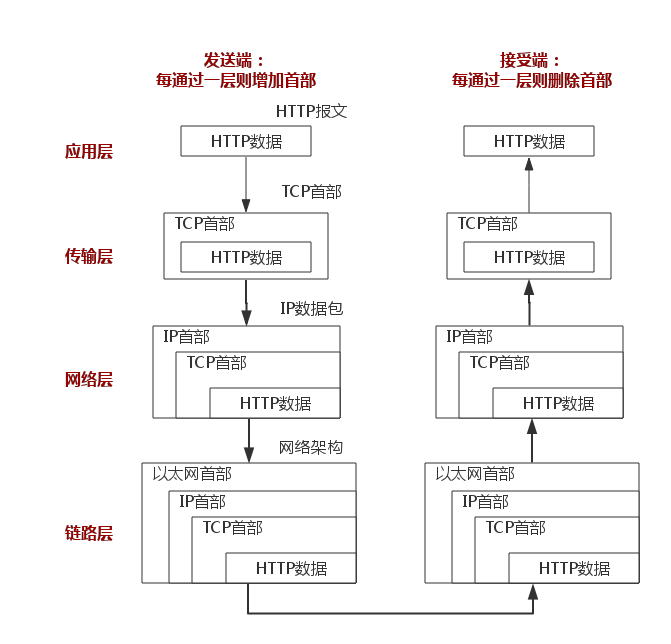 发送端：
每通过一层则增加首部
接受端：
每通过一层则删除首部
HTTP报文
应用层
HTTP数据
HTTP数据
TCP首部
传输层
TCP首部
HTTP数据
TCP首部
HTTP数据
IP数据包
网络层
IP首部
TCP首部
HTTP数据
IP首部
TCP首部
HTTP数据
网络架构
链路层
以太网首部
IP首部
TCP首部
HTTP数据
以太网首部
IP首部
TCP首部
HTTP数据